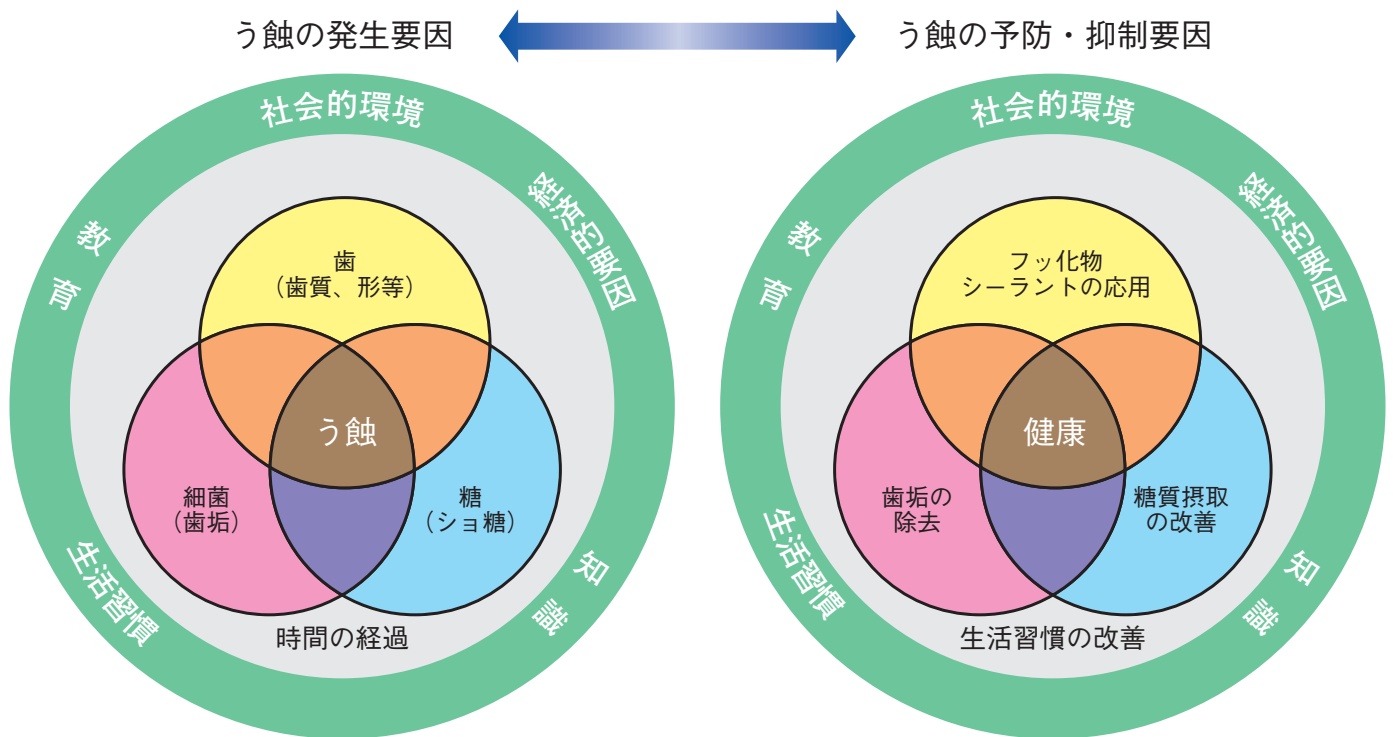 う蝕の発生要因
う蝕の予防・抑制要因
社会的環境
経済的要因
教育
知識
生活習慣
歯
（歯質、形等）
う蝕
細菌
（歯垢）
糖
（ショ糖）
時間の経過
社会的環境
経済的要因
教育
知識
生活習慣
フッ化物
シーラントの応用
健康
歯垢の
除去
糖質摂取
の改善
生活習慣の改善